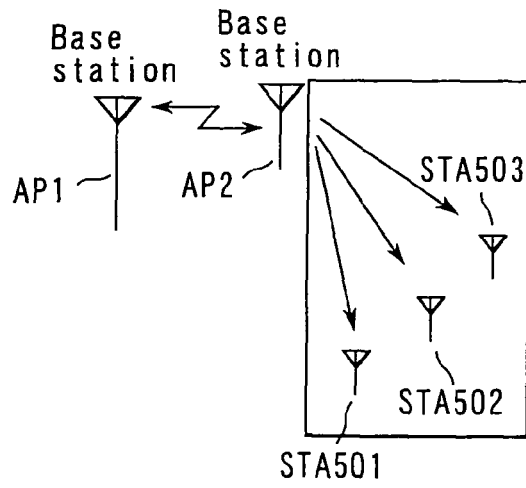 Base
station
Base
station
AP1
AP2
STA503
STA502
STA501